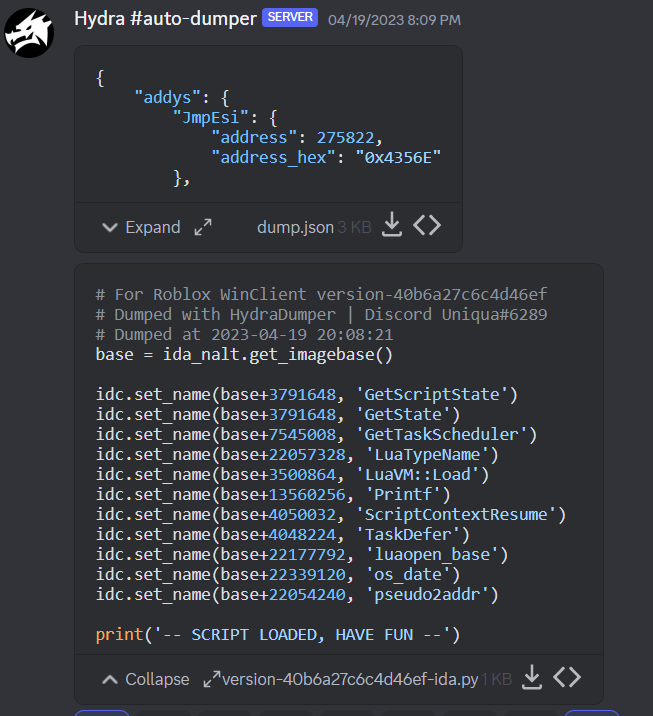 Hydra #auto-dumper SERVER 04/19/2023 8:09 PM
{
    "addys": {
        "JmpEsi": {
            "address": 275822,
            "address_hex": "0x4356E"
        },
Expand dump.json 3 KB
# For Roblox WinClient version-40b6a27c6c4d46ef
# Dumped with HydraDumper | Discord Uniqua#6289
# Dumped at 2023-04-19 20:08:21
base = ida_nalt.get_imagebase()
idc.set_name(base+3791648, 'GetScriptState')
idc.set_name(base+3791648, 'GetState')
idc.set_name(base+7545008, 'GetTaskScheduler')
idc.set_name(base+22057328, 'LuaTypeName')
idc.set_name(base+3500864, 'LuaVM::Load')
idc.set_name(base+13560256, 'Printf')
idc.set_name(base+4050032, 'ScriptContextResume')
idc.set_name(base+4048224, 'TaskDefer')
idc.set_name(base+22177792, 'luaopen_base')
idc.set_name(base+22339120, 'os_date')
idc.set_name(base+22054240, 'pseudo2addr')
print('-- SCRIPT LOADED, HAVE FUN --')
Collapse version-40b6a27c6c4d46ef-ida.py 1 KB